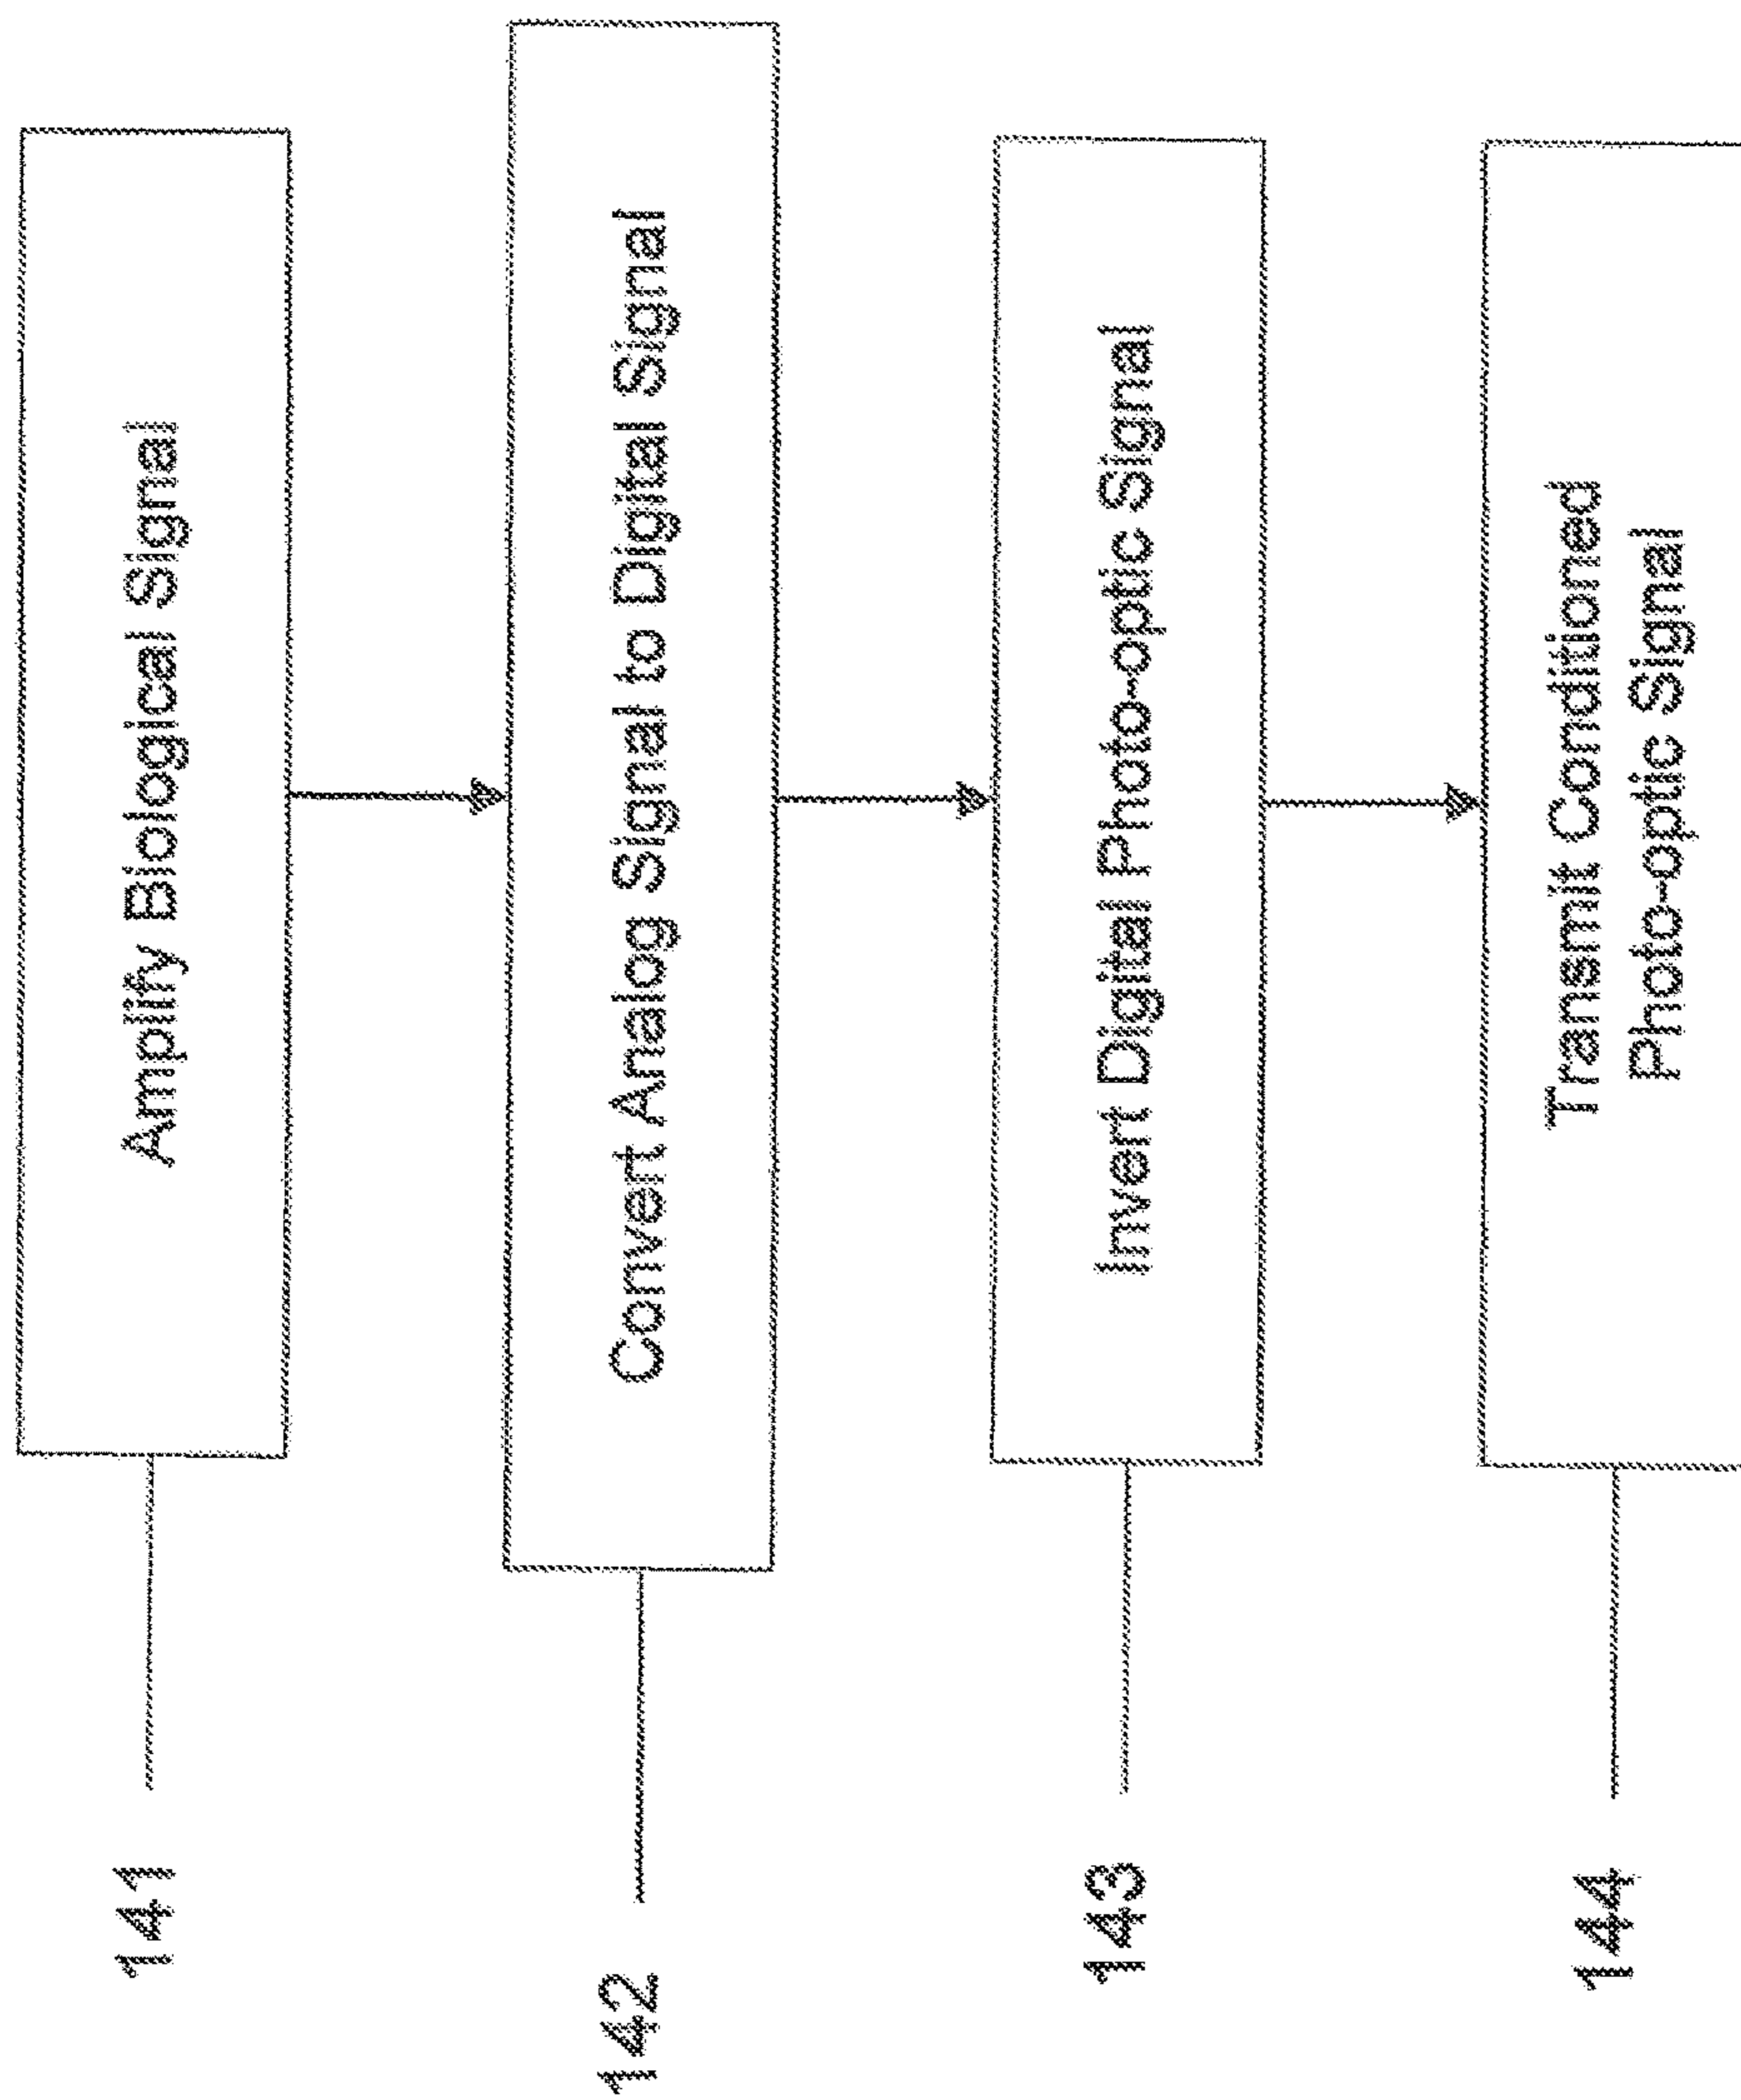 141
Amplify Biological Signal
142
Convert Analog Signal to Digital Signal
143
Invert Digital Photo-optic Signal
144
Transmit Conditioned
Photo-optic Signal